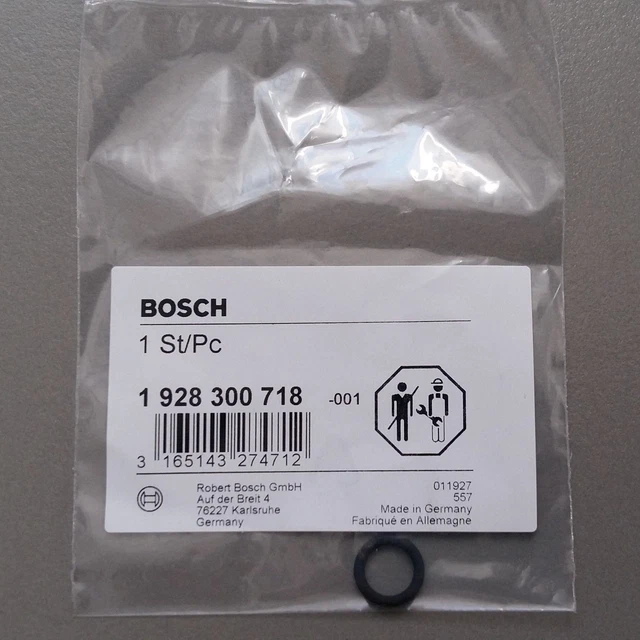 BOSCH
1 St/Pc
1 928 300 718 -001
3 165143 274712
Robert Bosch GmbH
Auf der Breit 4
76227 Karlsruhe
Germany
011927
557
Made in Germany
Fabriqué en Allemagne